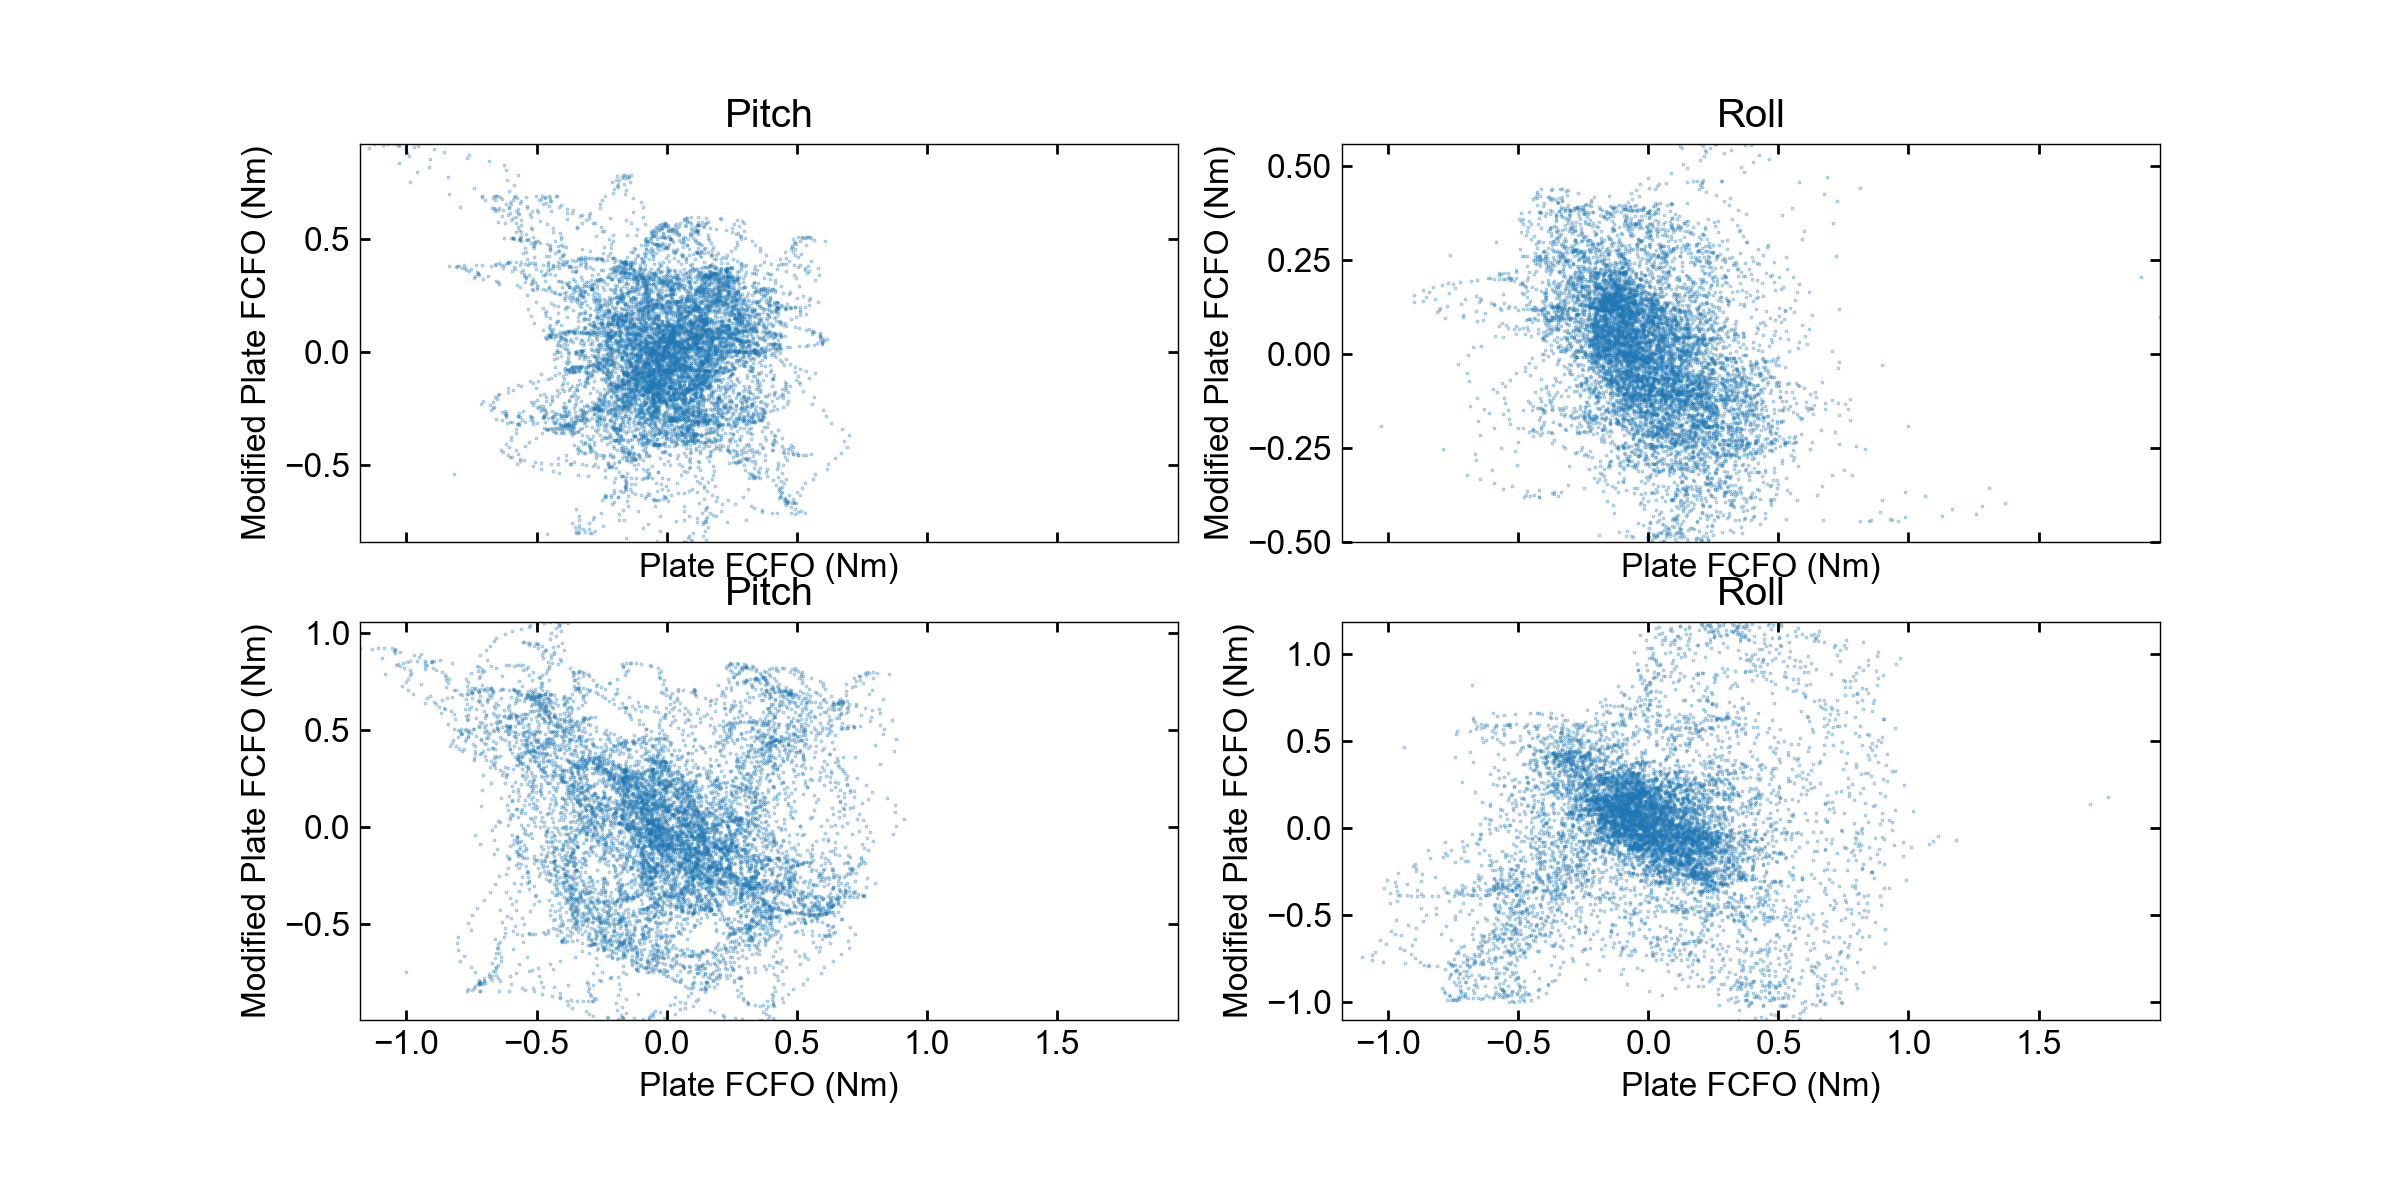 Pitch
Roll
Modified Plate FCFO (Nm)
0.5
0.0
−0.5
Plate FCFO (Nm)
Modified Plate FCFO (Nm)
0.50
0.25
0.00
−0.25
−0.50
Plate FCFO (Nm)
Pitch
Roll
Modified Plate FCFO (Nm)
1.0
0.5
0.0
−0.5
−1.0 −0.5 0.0 0.5 1.0 1.5
Plate FCFO (Nm)
Modified Plate FCFO (Nm)
1.0
0.5
0.0
−0.5
−1.0
−1.0 −0.5 0.0 0.5 1.0 1.5
Plate FCFO (Nm)